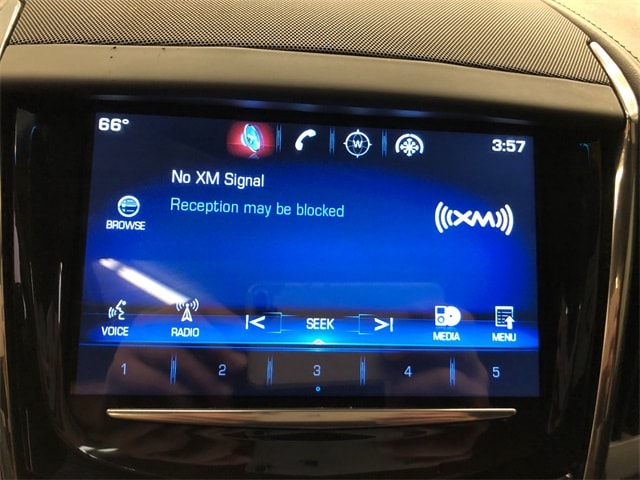 66°
W
3:57
No XM Signal
Reception may be blocked
BROWSE
((XM))
VOICE
RADIO
SEEK
MEDIA
MENU
1 2 3 4 5